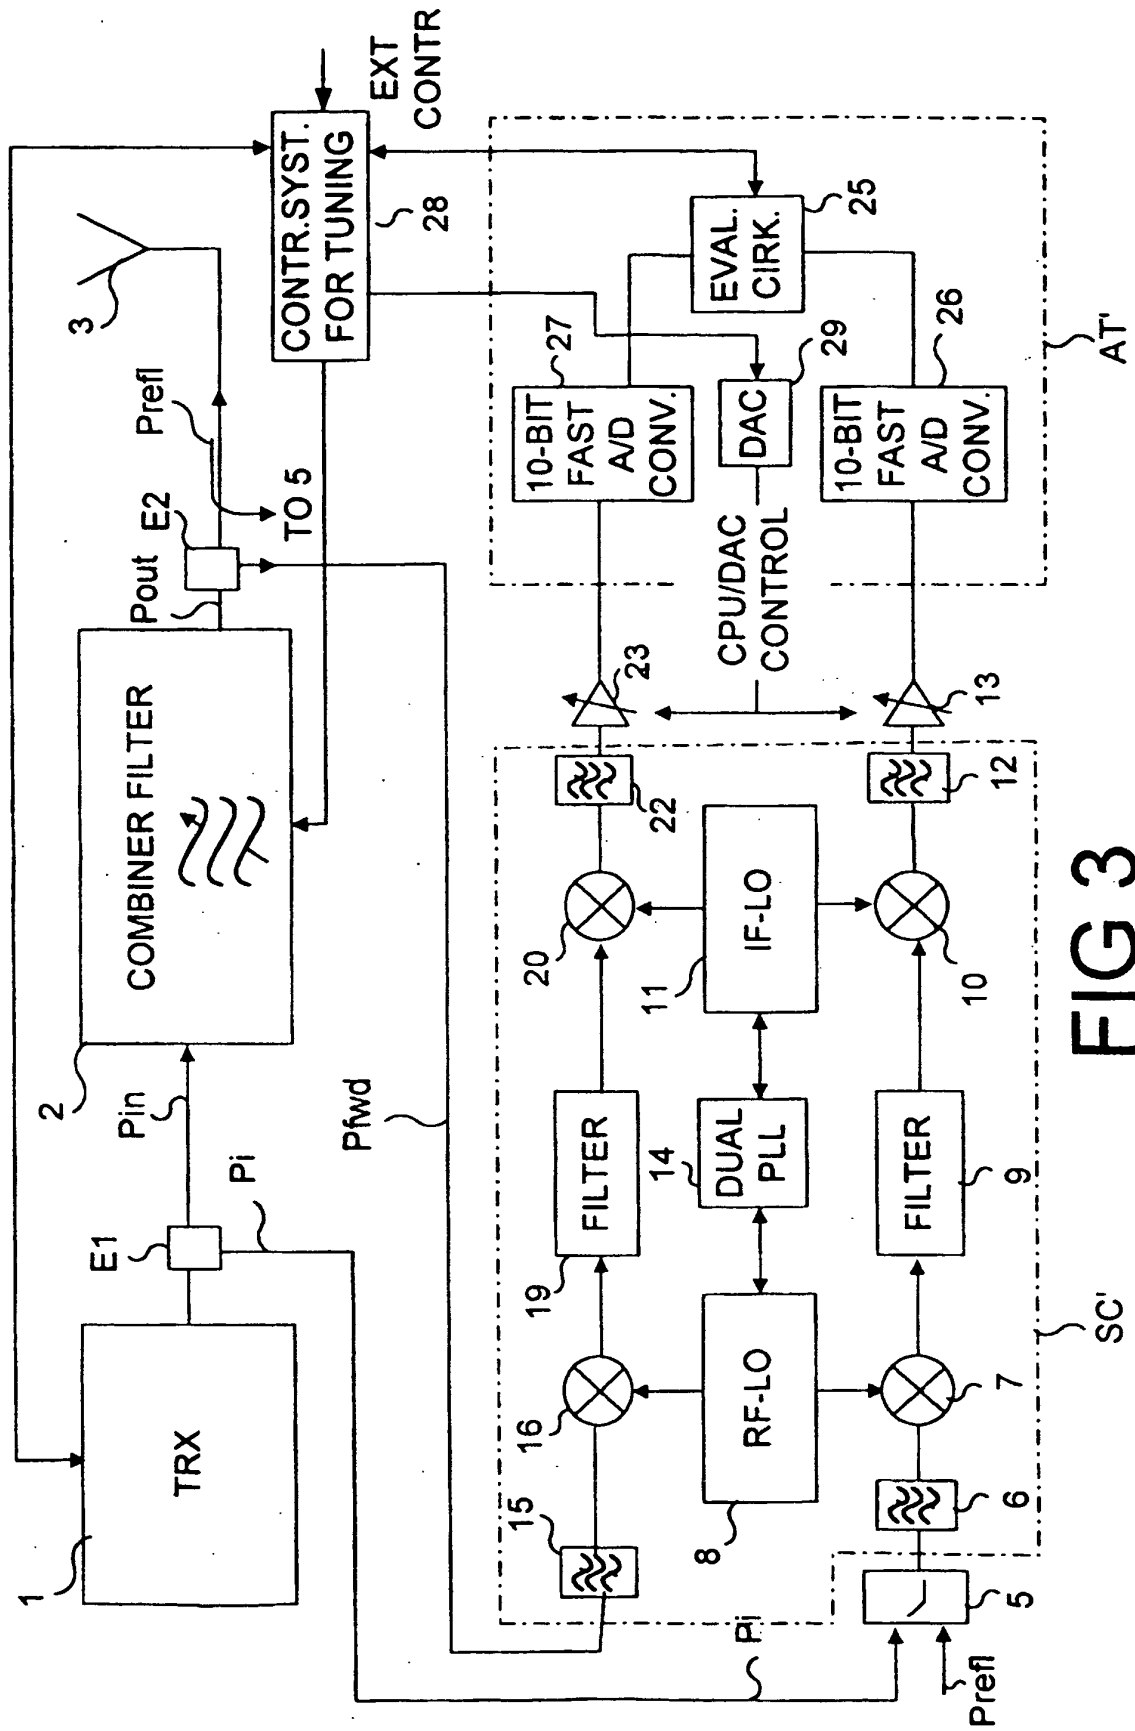 1
TRX
E1
Pi
Pin
2
COMBINER FILTER
Pout
E2
Prefl
TO 5
3
CONTR.SYST.
FOR TUNING
28
EXT
CONTR
Pfwd
15
16
19
FILTER
20
22
23
10-BIT
FAST
A/D
CONV.
27
8
RF-LO
14
DUAL
PLL
11
IF-LO
CPU/DAC
CONTROL
DAC
29
EVAL.
CIRK.
25
Pi
Prefl
5
6
7
FILTER
9
10
12
13
10-BIT
FAST
A/D
CONV.
26
SC'
AT'
FIG 3